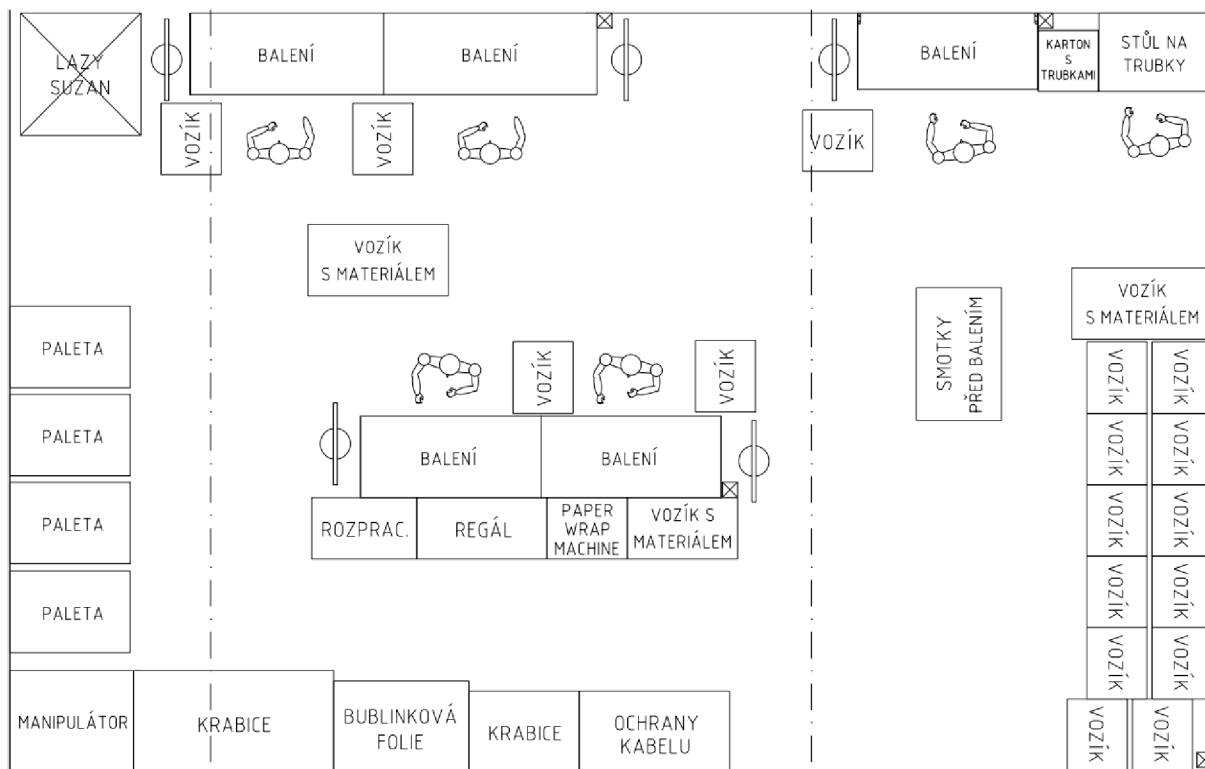 LAZY
SUZAN
BALENÍ
BALENÍ
BALENÍ
KARTON
S
TRUBKAMI
STŮL NA
TRUBKY
VOZÍK
VOZÍK
VOZÍK
VOZÍK
S MATERIÁLEM
VOZÍK
S MATERIÁLEM
SMOTKY
PŘED BALENÍM
PALETA
PALETA
PALETA
PALETA
VOZÍK
VOZÍK
BALENÍ
BALENÍ
ROZPRAC.
REGÁL
PAPER
WRAP
MACHINE
VOZÍK S
MATERIÁLEM
VOZÍK
VOZÍK
VOZÍK
VOZÍK
VOZÍK
VOZÍK
VOZÍK
VOZÍK
VOZÍK
VOZÍK
VOZÍK
VOZÍK
MANIPULÁTOR
KRABICE
BUBLINKOVÁ
FOLIE
KRABICE
OCHRANY
KABELU